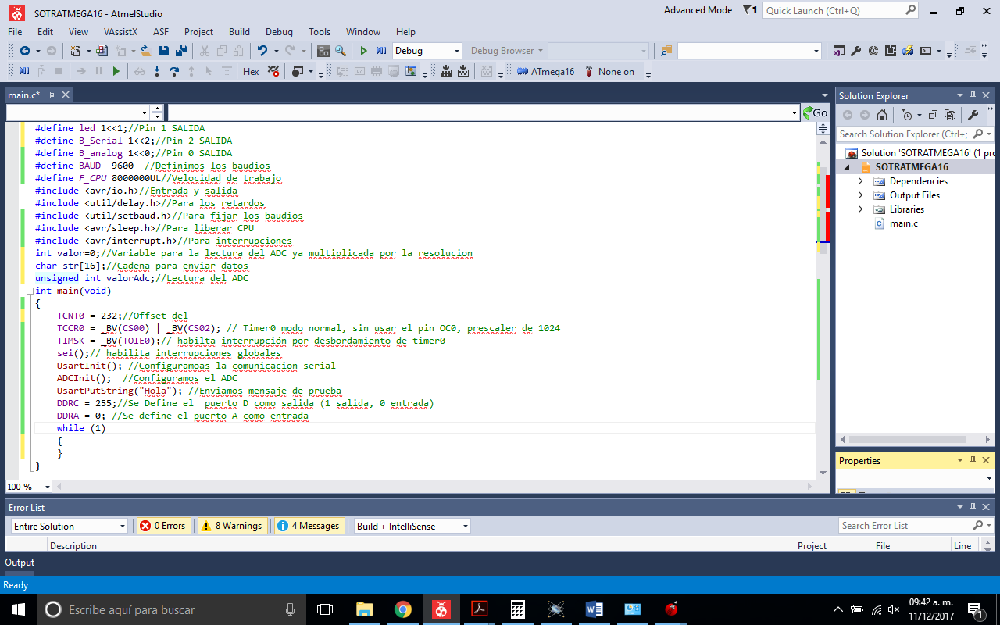 SOTRATMEGA16 - AtmelStudio
Advanced Mode
1
Quick Launch (Ctrl+Q)
File Edit View VAssistX ASF Project Build Debug Tools Window Help
Debug
Debug Browser
Hex
ATmega16
None on
main.c*
Go
#define led 1<<1;//Pin 1 SALIDA
#define B_Serial 1<<2;//Pin 2 SALIDA
#define B_analog 1<<0;//Pin 0 SALIDA
#define BAUD 9600 //Definimos los baudios
#define F_CPU 8000000UL//Velocidad de trabajo
#include <avr/io.h>//Entrada y salida
#include <util/delay.h>//Para los retardos
#include <util/setbaud.h>//Para fijar los baudios
#include <avr/sleep.h>//Para liberar CPU
#include <avr/interrupt.h>//Para interrupciones
int valor=0;//Variable para la lectura del ADC ya multiplicada por la resolucion
char str[16];//Cadena para enviar datos
unsigned int valorAdc;//Lectura del ADC
int main(void)
{
TCNT0 = 232;//Offset del
TCCR0 = _BV(CS00) | _BV(CS02); // Timer0 modo normal, sin usar el pin OC0, prescaler de 1024
TIMSK = _BV(TOIE0);// habilta interrupción por desbordamiento de timer0
sei();// habilita interrupciones globales
UsartInit(); //Configuramoas la comunicacion serial
ADCInit(); //Configuramos el ADC
UsartPutString("Hola"); //Enviamos mensaje de prueba
DDRC = 255;//Se Define el puerto D como salida (1 salida, 0 entrada)
DDRA = 0; //Se define el puerto A como entrada
while (1)
{
}
}
100 %
Solution Explorer
Search Solution Explorer (Ctrl+;
Solution 'SOTRATMEGA16' (1 pro
SOTRATMEGA16
Dependencies
Output Files
Libraries
main.c
Properties
Error List
Entire Solution
0 Errors
8 Warnings
4 Messages
Build + IntelliSense
Search Error List
Description
Project
File
Line
Output
Ready
Escribe aquí para buscar
09:42 a. m.
11/12/2017
1